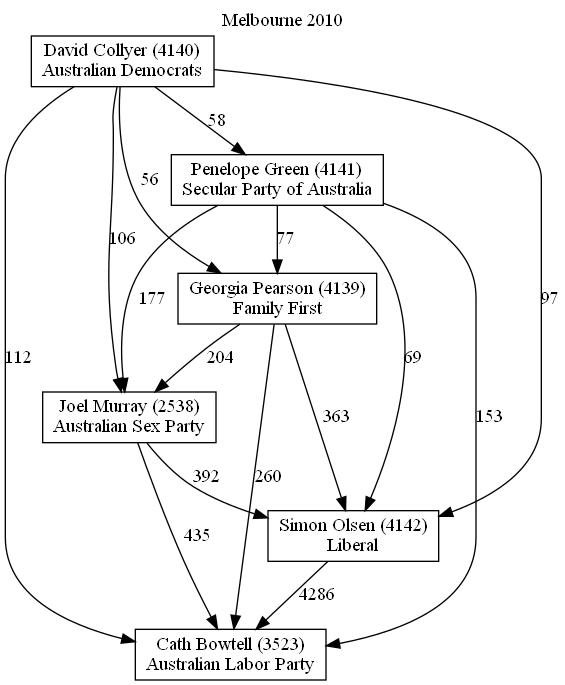 Melbourne 2010
David Collyer (4140)
Australian Democrats
58
Penelope Green (4141)
Secular Party of Australia
56
106
77
177
Georgia Pearson (4139)
Family First
97
112
204
69
Joel Murray (2538)
Australian Sex Party
363
153
392
260
Simon Olsen (4142)
Liberal
435
4286
Cath Bowtell (3523)
Australian Labor Party